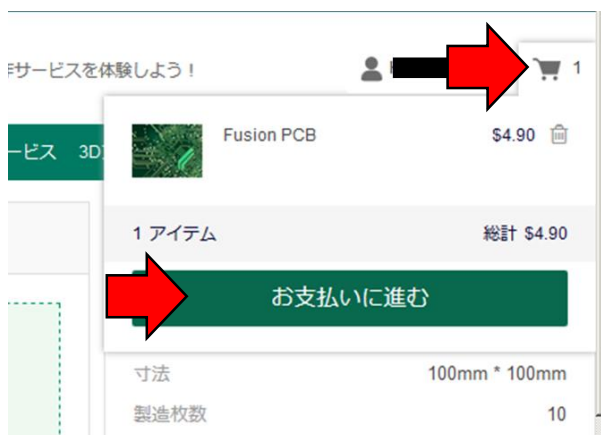 サービスを体験しよう！
1
Fusion PCB $4.90
ービス 3D
1 アイテム 総計 $4.90
お支払いに進む
寸法 100mm * 100mm
製造枚数 10